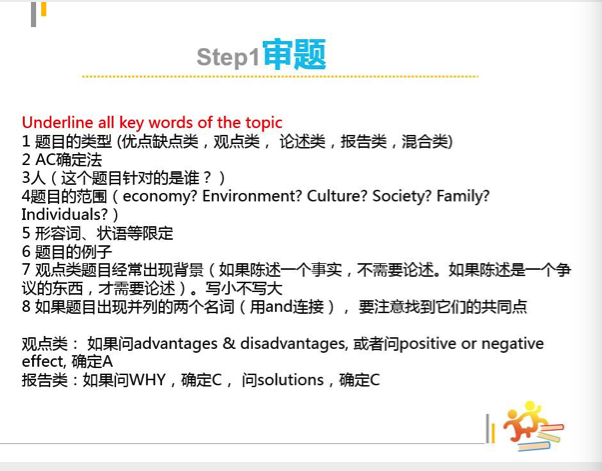 Step1审题
Underline all key words of the topic
1 题目的类型 (优点缺点类，观点类， 论述类，报告类，混合类)
2 AC确定法
3人（这个题目针对的是谁？）
4题目的范围（economy? Environment? Culture? Society? Family?
Individuals?）
5 形容词、状语等限定
6 题目的例子
7 观点类题目经常出现背景（如果陈述一个事实，不需要论述。如果陈述是一个争
议的东西，才需要论述）。写小不写大
8 如果题目出现并列的两个名词（用and连接）， 要注意找到它们的共同点
观点类： 如果问advantages & disadvantages, 或者问positive or negative
effect, 确定A
报告类：如果问WHY，确定C， 问solutions，确定C